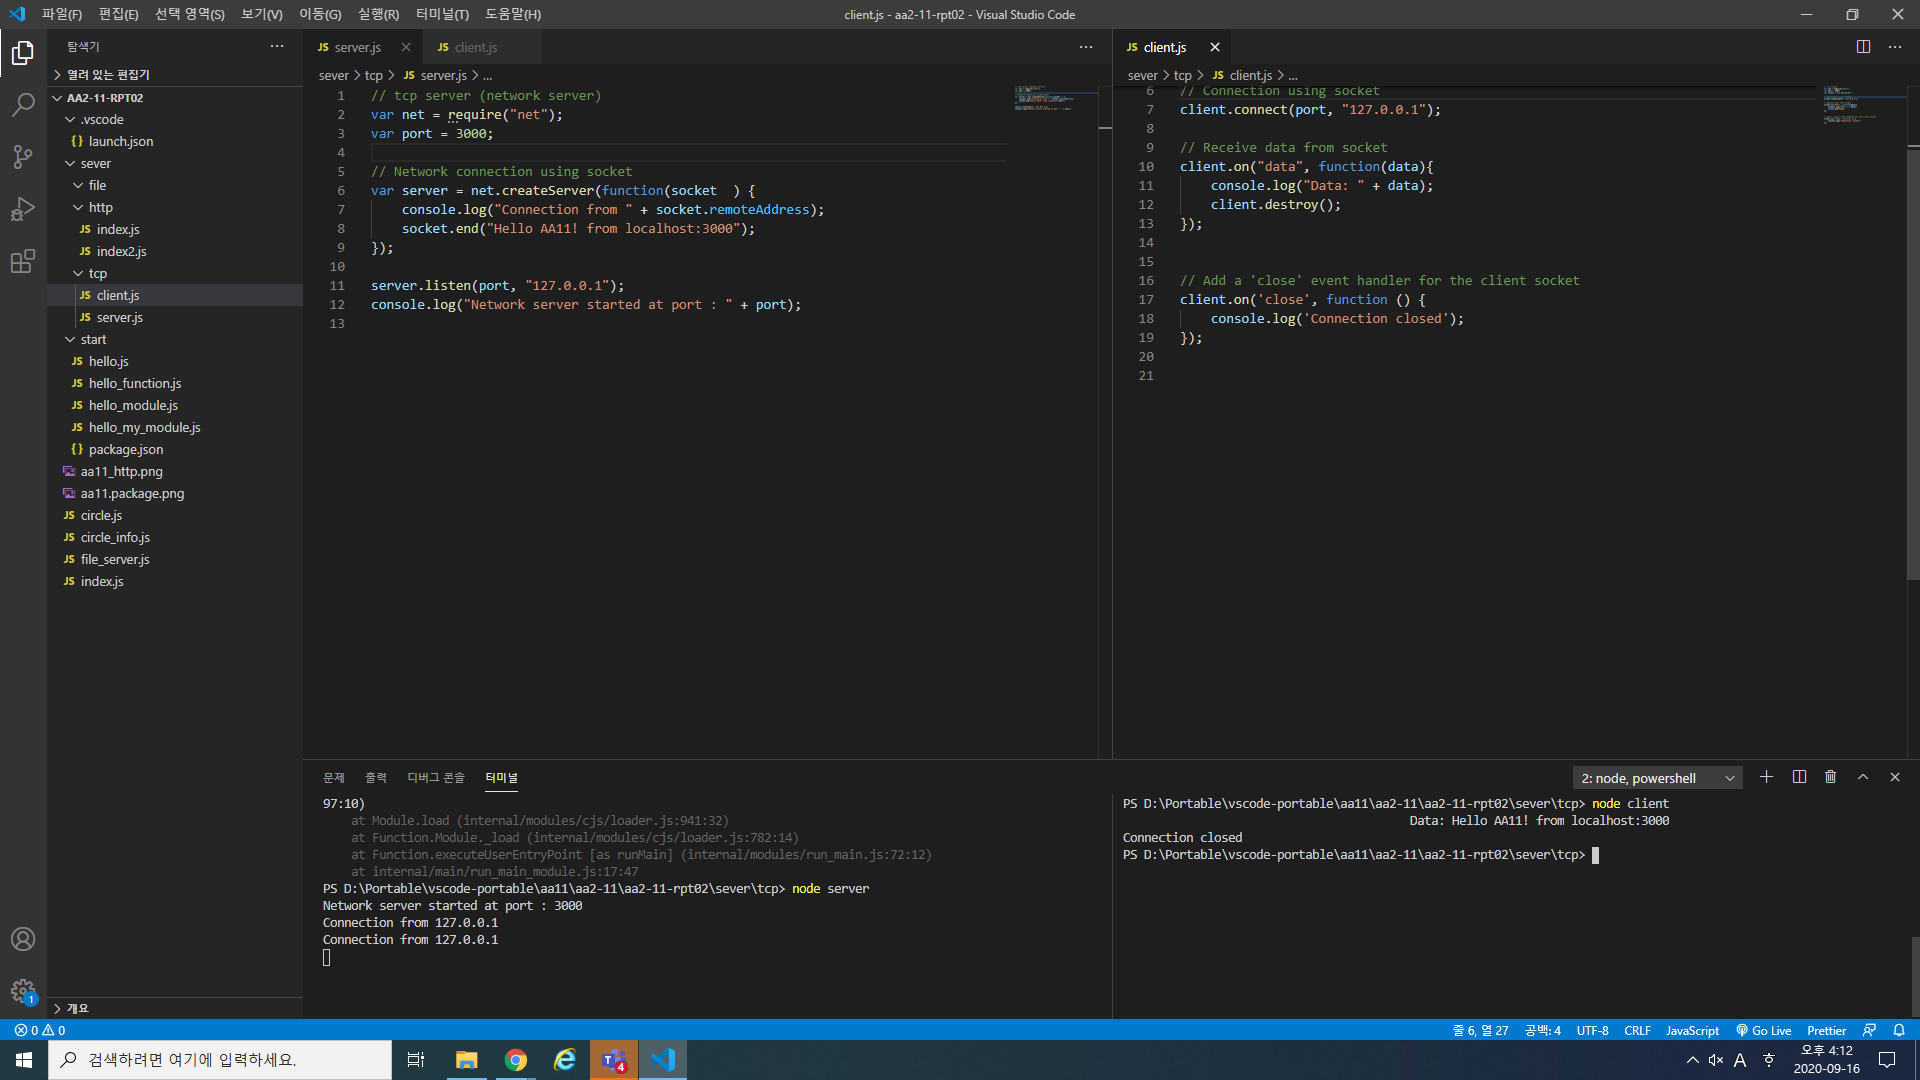 파일(F) 편집(E) 선택 영역(S) 보기(V) 이동(G) 실행(R) 터미널(T) 도움말(H)
client.js - aa2-11-rpt02 - Visual Studio Code
탐색기
열려 있는 편집기
AA2-11-RPT02
.vscode
{} launch.json
sever
file
http
JS index.js
JS index2.js
tcp
JS client.js
JS server.js
start
JS hello.js
JS hello_function.js
JS hello_module.js
JS hello_my_module.js
{} package.json
aa11_http.png
aa11.package.png
JS circle.js
JS circle_info.js
JS file_server.js
JS index.js
개요
JS server.js JS client.js
sever > tcp > JS server.js > ...
1 // tcp server (network server)
2 var net = require("net");
3 var port = 3000;
4
5 // Network connection using socket
6 var server = net.createServer(function(socket  ) {
7     console.log("Connection from " + socket.remoteAddress);
8     socket.end("Hello AA11! from localhost:3000");
9 });
10
11 server.listen(port, "127.0.0.1");
12 console.log("Network server started at port : " + port);
13
JS client.js
sever > tcp > JS client.js > ...
6 // Connection using socket
7 client.connect(port, "127.0.0.1");
8
9 // Receive data from socket
10 client.on("data", function(data){
11     console.log("Data: " + data);
12     client.destroy();
13 });
14
15
16 // Add a 'close' event handler for the client socket
17 client.on('close', function () {
18     console.log('Connection closed');
19 });
20
21
문제 출력 디버그 콘솔 터미널
2: node, powershell
97:10)
    at Module.load (internal/modules/cjs/loader.js:941:32)
    at Function.Module._load (internal/modules/cjs/loader.js:782:14)
    at Function.executeUserEntryPoint [as runMain] (internal/modules/run_main.js:72:12)
    at internal/main/run_main_module.js:17:47
PS D:\Portable\vscode-portable\aa11\aa2-11\aa2-11-rpt02\sever\tcp> node server
Network server started at port : 3000
Connection from 127.0.0.1
Connection from 127.0.0.1
PS D:\Portable\vscode-portable\aa11\aa2-11\aa2-11-rpt02\sever\tcp> node client
Data: Hello AA11! from localhost:3000
Connection closed
PS D:\Portable\vscode-portable\aa11\aa2-11\aa2-11-rpt02\sever\tcp>
1
0 0
줄 6, 열 27 공백: 4 UTF-8 CRLF JavaScript Go Live Prettier
검색하려면 여기에 입력하세요.
4
A 오후 4:12
2020-09-16